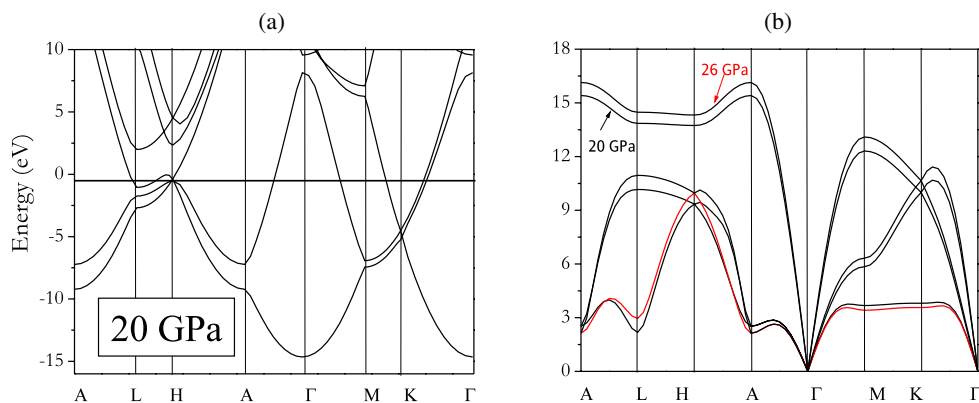 (a)
(b)
Energy (eV)
10
5
0
-5
-10
-15
20 GPa
A L H A Γ M K Γ
18
15
12
9
6
3
0
26 GPa
20 GPa
A L H A Γ M K Γ